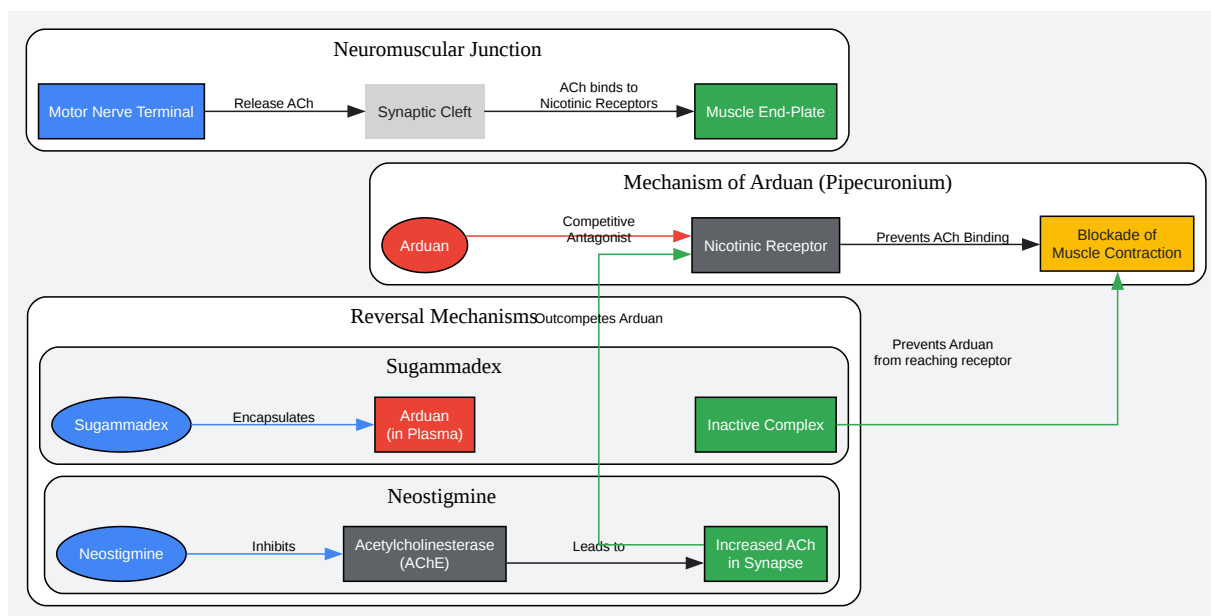 Neuromuscular Junction
Motor Nerve Terminal
Release ACh
Synaptic Cleft
ACh binds to
Nicotinic Receptors
Muscle End-Plate
Mechanism of Arduan (Pipecuronium)
Arduan
Competitive
Antagonist
Nicotinic Receptor
Prevents ACh Binding
Blockade of
Muscle Contraction
Reversal Mechanisms
Outcompetes Arduan
Prevents Arduan
from reaching receptor
Sugammadex
Sugammadex
Encapsulates
Arduan
(in Plasma)
Inactive Complex
Neostigmine
Neostigmine
Inhibits
Acetylcholinesterase
(AChE)
Leads to
Increased ACh
in Synapse